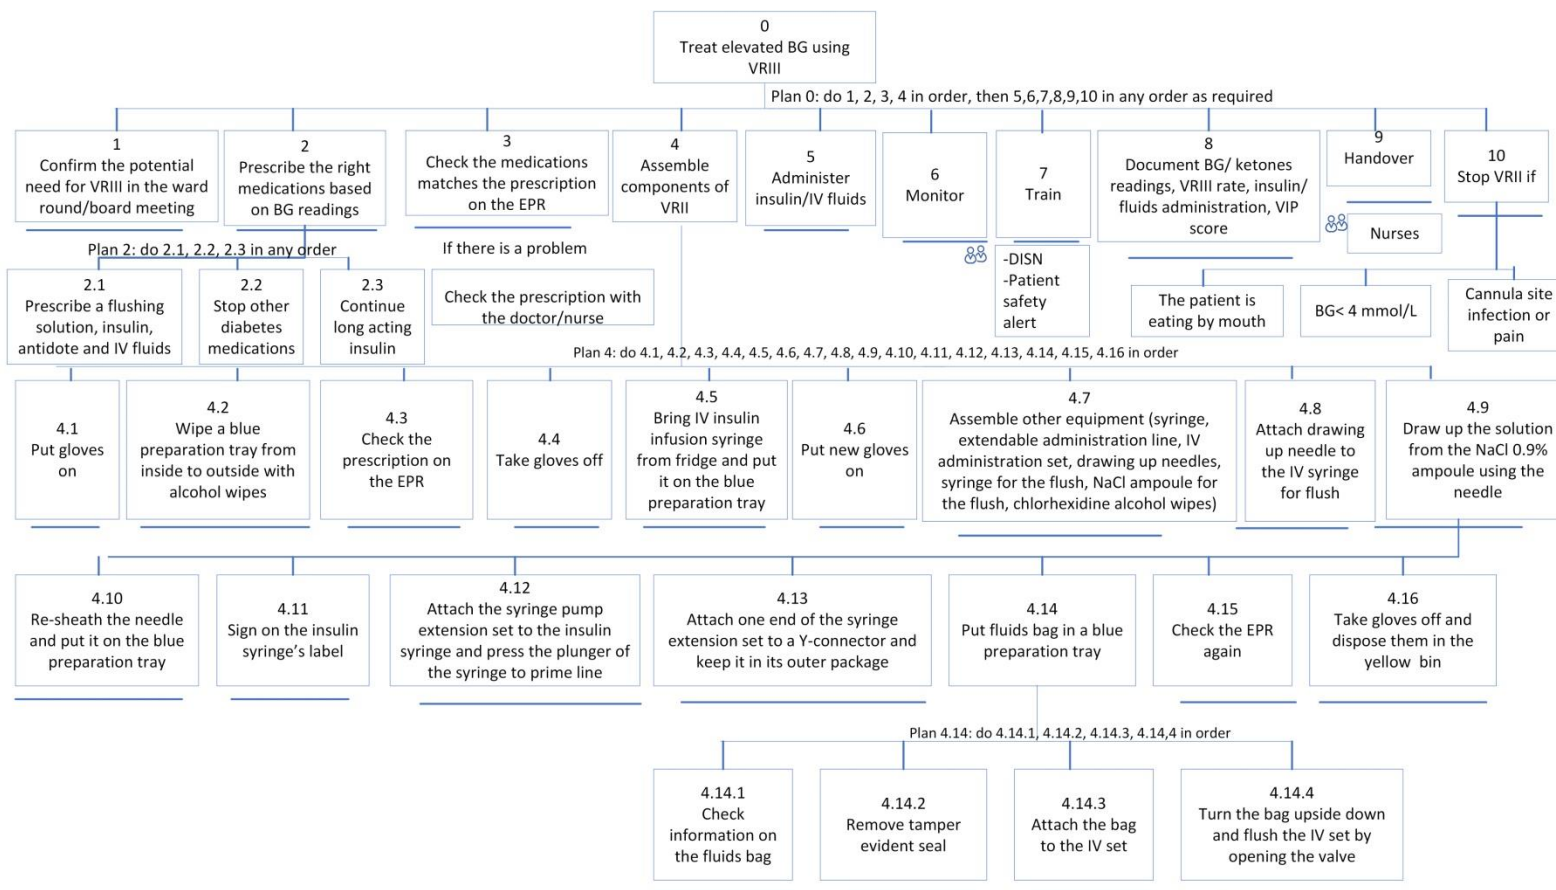 0
Treat elevated BG using
VRIII
Plan 0: do 1, 2, 3, 4 in order, then 5,6,7,8,9,10 in any order as required
1
Confirm the potential
need for VRIII in the ward
round/board meeting
2
Prescribe the right
medications based
on BG readings
3
Check the medications
matches the prescription
on the EPR
4
Assemble
components of
VRII
5
Administer
insulin/IV fluids
6
Monitor
7
Train
8
Document BG/ ketones
readings, VRIII rate, insulin/
fluids administration, VIP
score
9
Handover
10
Stop VRII if
Plan 2: do 2.1, 2.2, 2.3 in any order
If there is a problem
Check the prescription with
the doctor/nurse
-DISN
-Patient
safety
alert
Nurses
2.1
Prescribe a flushing
solution, insulin,
antidote and IV fluids
2.2
Stop other
diabetes
medications
2.3
Continue
long acting
insulin
The patient is
eating by mouth
BG< 4 mmol/L
Cannula site
infection or
pain
Plan 4: do 4.1, 4.2, 4.3, 4.4, 4.5, 4.6, 4.7, 4.8, 4.9, 4.10, 4.11, 4.12, 4.13, 4.14, 4.15, 4.16 in order
4.1
Put gloves
on
4.2
Wipe a blue
preparation tray from
inside to outside with
alcohol wipes
4.3
Check the
prescription on
the EPR
4.4
Take gloves off
4.5
Bring IV insulin
infusion syringe
from fridge and put
it on the blue
preparation tray
4.6
Put new gloves
on
4.7
Assemble other equipment (syringe,
extendable administration line, IV
administration set, drawing up needles,
syringe for the flush, NaCl ampoule for
the flush, chlorhexidine alcohol wipes)
4.8
Attach drawing
up needle to
the IV syringe
for flush
4.9
Draw up the solution
from the NaCl 0.9%
ampoule using the
needle
4.10
Re-sheath the needle
and put it on the blue
preparation tray
4.11
Sign on the insulin
syringe's label
4.12
Attach the syringe pump
extension set to the insulin
syringe and press the plunger of
the syringe to prime line
4.13
Attach one end of the syringe
extension set to a Y-connector and
keep it in its outer package
4.14
Put fluids bag in a blue
preparation tray
4.15
Check the EPR
again
4.16
Take gloves off and
dispose them in the
yellow bin
Plan 4.14: do 4.14.1, 4.14.2, 4.14.3, 4.14,4 in order
4.14.1
Check
information on
the fluids bag
4.14.2
Remove tamper
evident seal
4.14.3
Attach the bag
to the IV set
4.14.4
Turn the bag upside down
and flush the IV set by
opening the valve